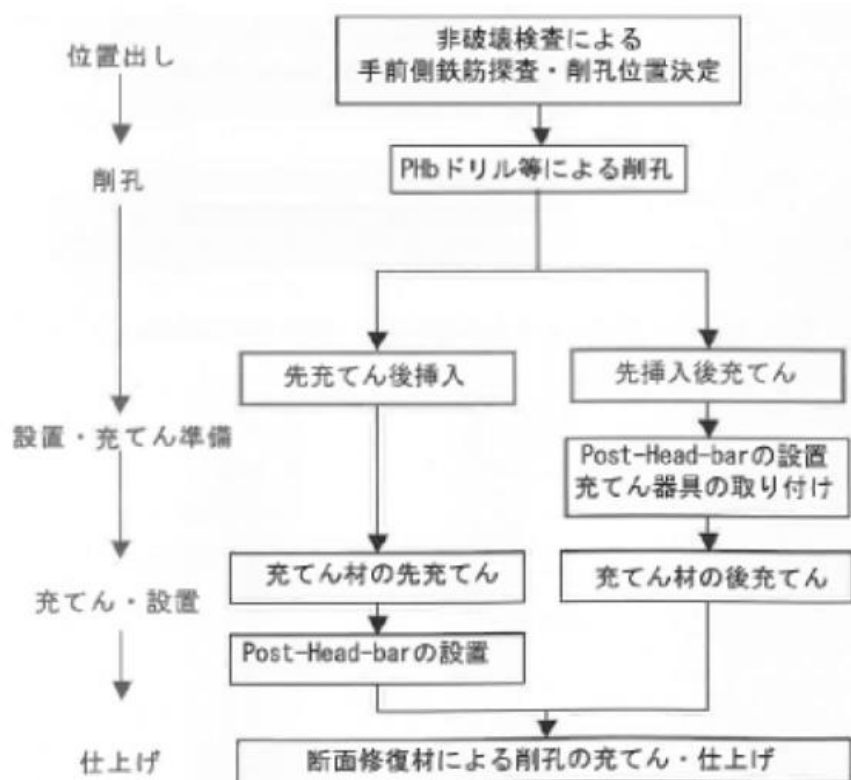 位置出し
非破壊検査による
手前側鉄筋探査・削孔位置決定
削孔
PHbドリル等による削孔
先充てん後挿入
先挿入後充てん
設置・充てん準備
Post-Head-barの設置
充てん器具の取り付け
充てん・設置
充てん材の先充てん
充てん材の後充てん
Post-Head-barの設置
仕上げ
断面修復材による削孔の充てん・仕上げ